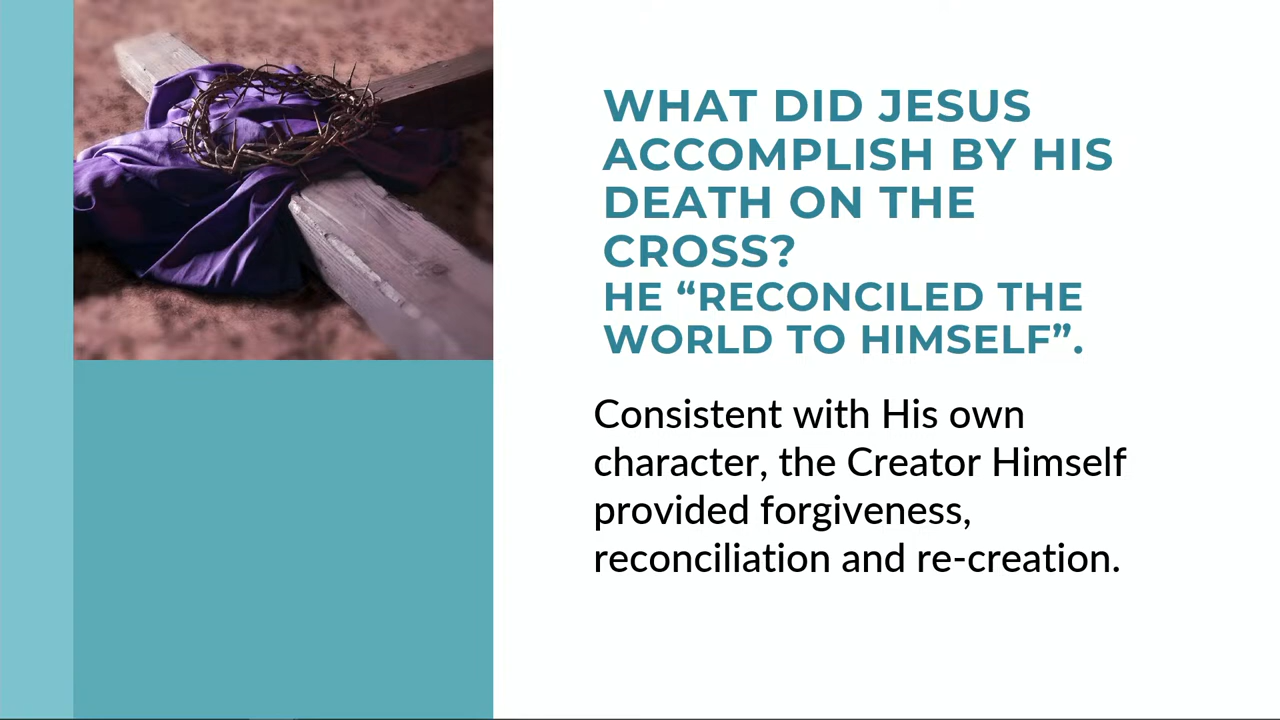 WHAT DID JESUS
ACCOMPLISH BY HIS
DEATH ON THE
CROSS?
HE “RECONCILED THE
WORLD TO HIMSELF”.
Consistent with His own
character, the Creator Himself
provided forgiveness,
reconciliation and re-creation.